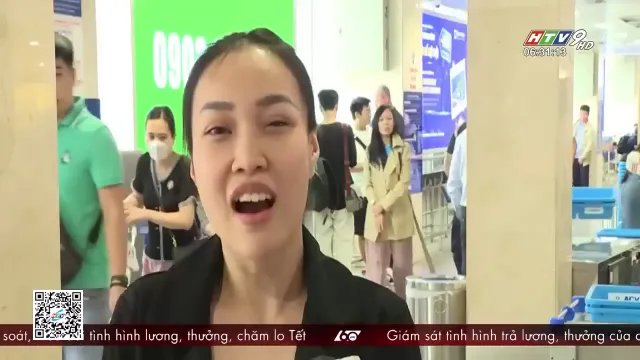 HTV9 HD
06:31:13
0902
soát, tình hình lương, thưởng, chăm lo Tết Giám sát tình hình trả lương, thưởng của